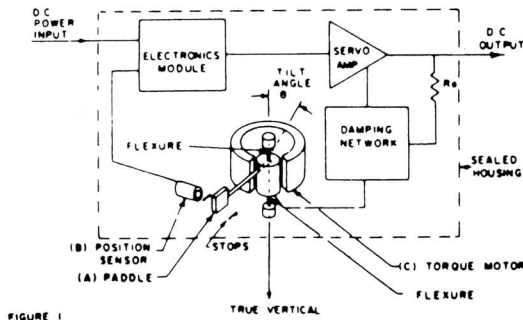 DC
POWER
INPUT
ELECTRONICS
MODULE
SERVO
AMP
DC
OUTPUT
TILT
ANGLE
θ
Ro
DAMPING
NETWORK
FLEXURE
SEALED
HOUSING
(B) POSITION
SENSOR
STOPS
(A) PADDLE
(C) TORQUE MOTOR
FLEXURE
TRUE VERTICAL
FIGURE 1